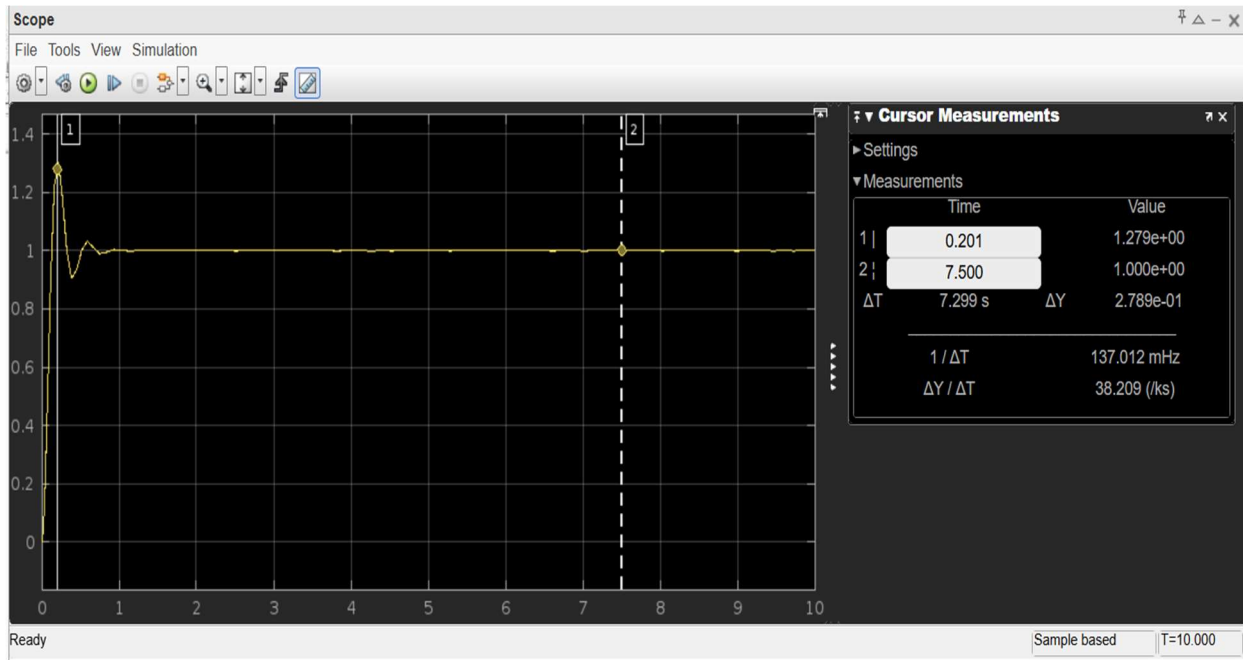 Scope
File Tools View Simulation
1.4
1.2
1
0.8
0.6
0.4
0.2
0
0 1 2 3 4 5 6 7 8 9 10
1
2
Cursor Measurements
Settings
Measurements
Time Value
1 | 0.201 1.279e+00
2 ¦ 7.500 1.000e+00
ΔT 7.299 s ΔY 2.789e-01
1 / ΔT 137.012 mHz
ΔY / ΔT 38.209 (/ks)
Ready Sample based T=10.000